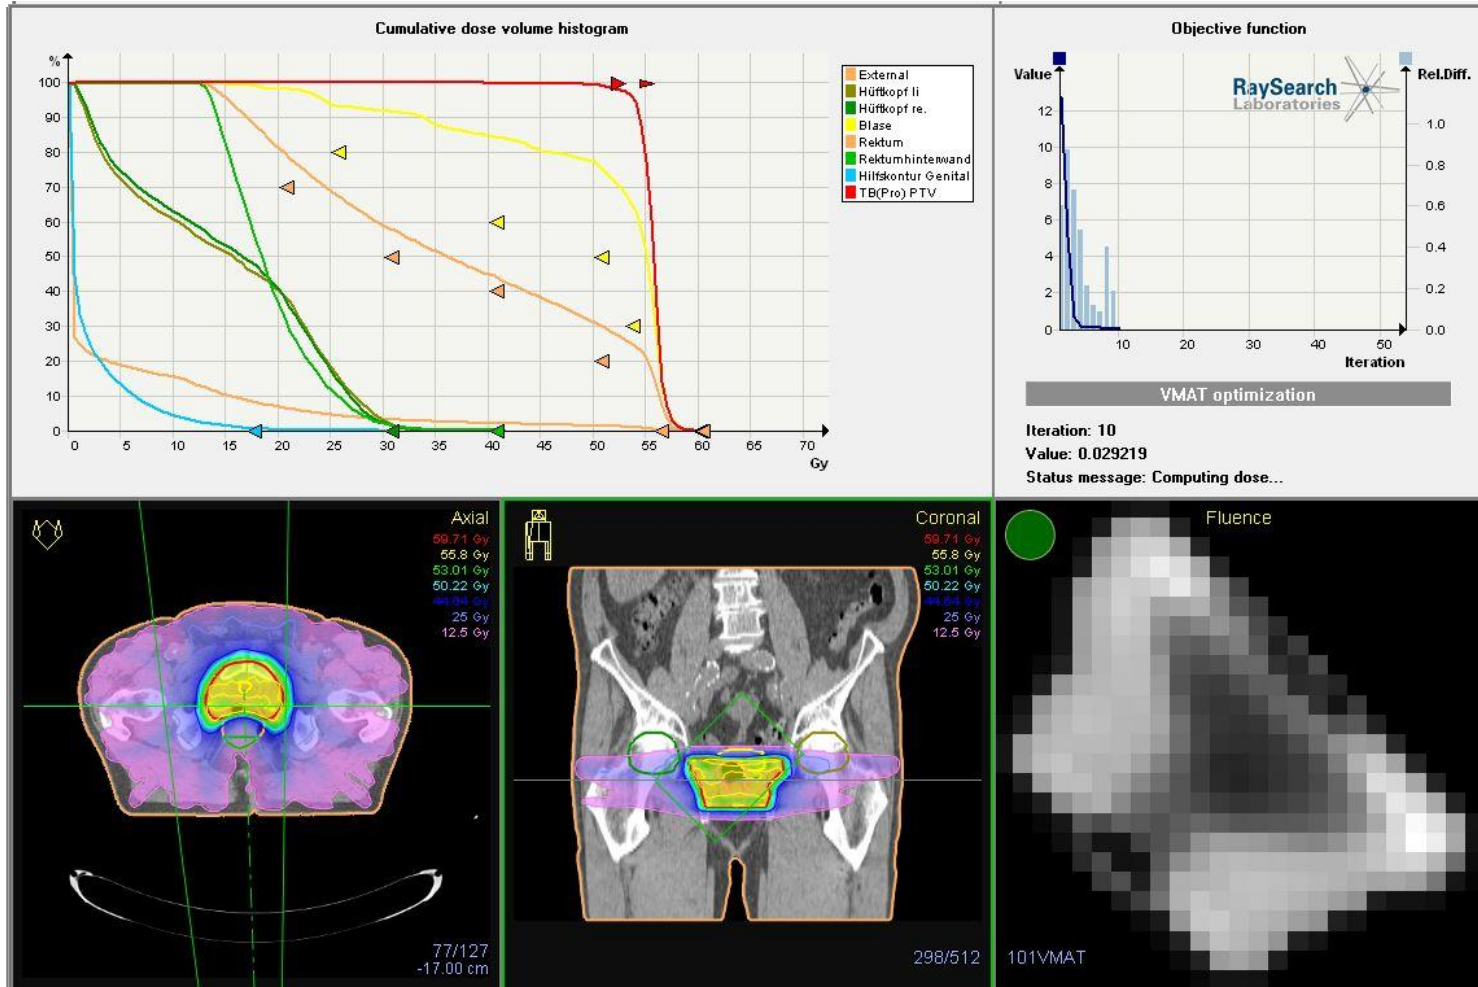 Cumulative dose volume histogram
%
100
90
80
70
60
50
40
30
20
10
0
0 5 10 15 20 25 30 35 40 45 50 55 60 65 70
Gy
External
Hüftkopf li
Hüftkopf re.
Blase
Rektum
Rektumhinterwand
Hilfskontur Genital
TB(Pro) PTV
Objective function
Value
Rel.Diff.
RaySearch
Laboratories
12
10
8
6
4
2
0
1.0
0.8
0.6
0.4
0.2
0.0
10 20 30 40 50
Iteration
VMAT optimization
Iteration: 10
Value: 0.029219
Status message: Computing dose...
Axial
59.71 Gy
55.8 Gy
53.01 Gy
50.22 Gy
44.64 Gy
25 Gy
12.5 Gy
77/127
-17.00 cm
Coronal
59.71 Gy
55.8 Gy
53.01 Gy
50.22 Gy
44.64 Gy
25 Gy
12.5 Gy
298/512
Fluence
101VMAT